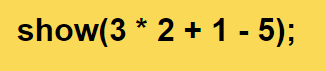 show(3 * 2 + 1 - 5);